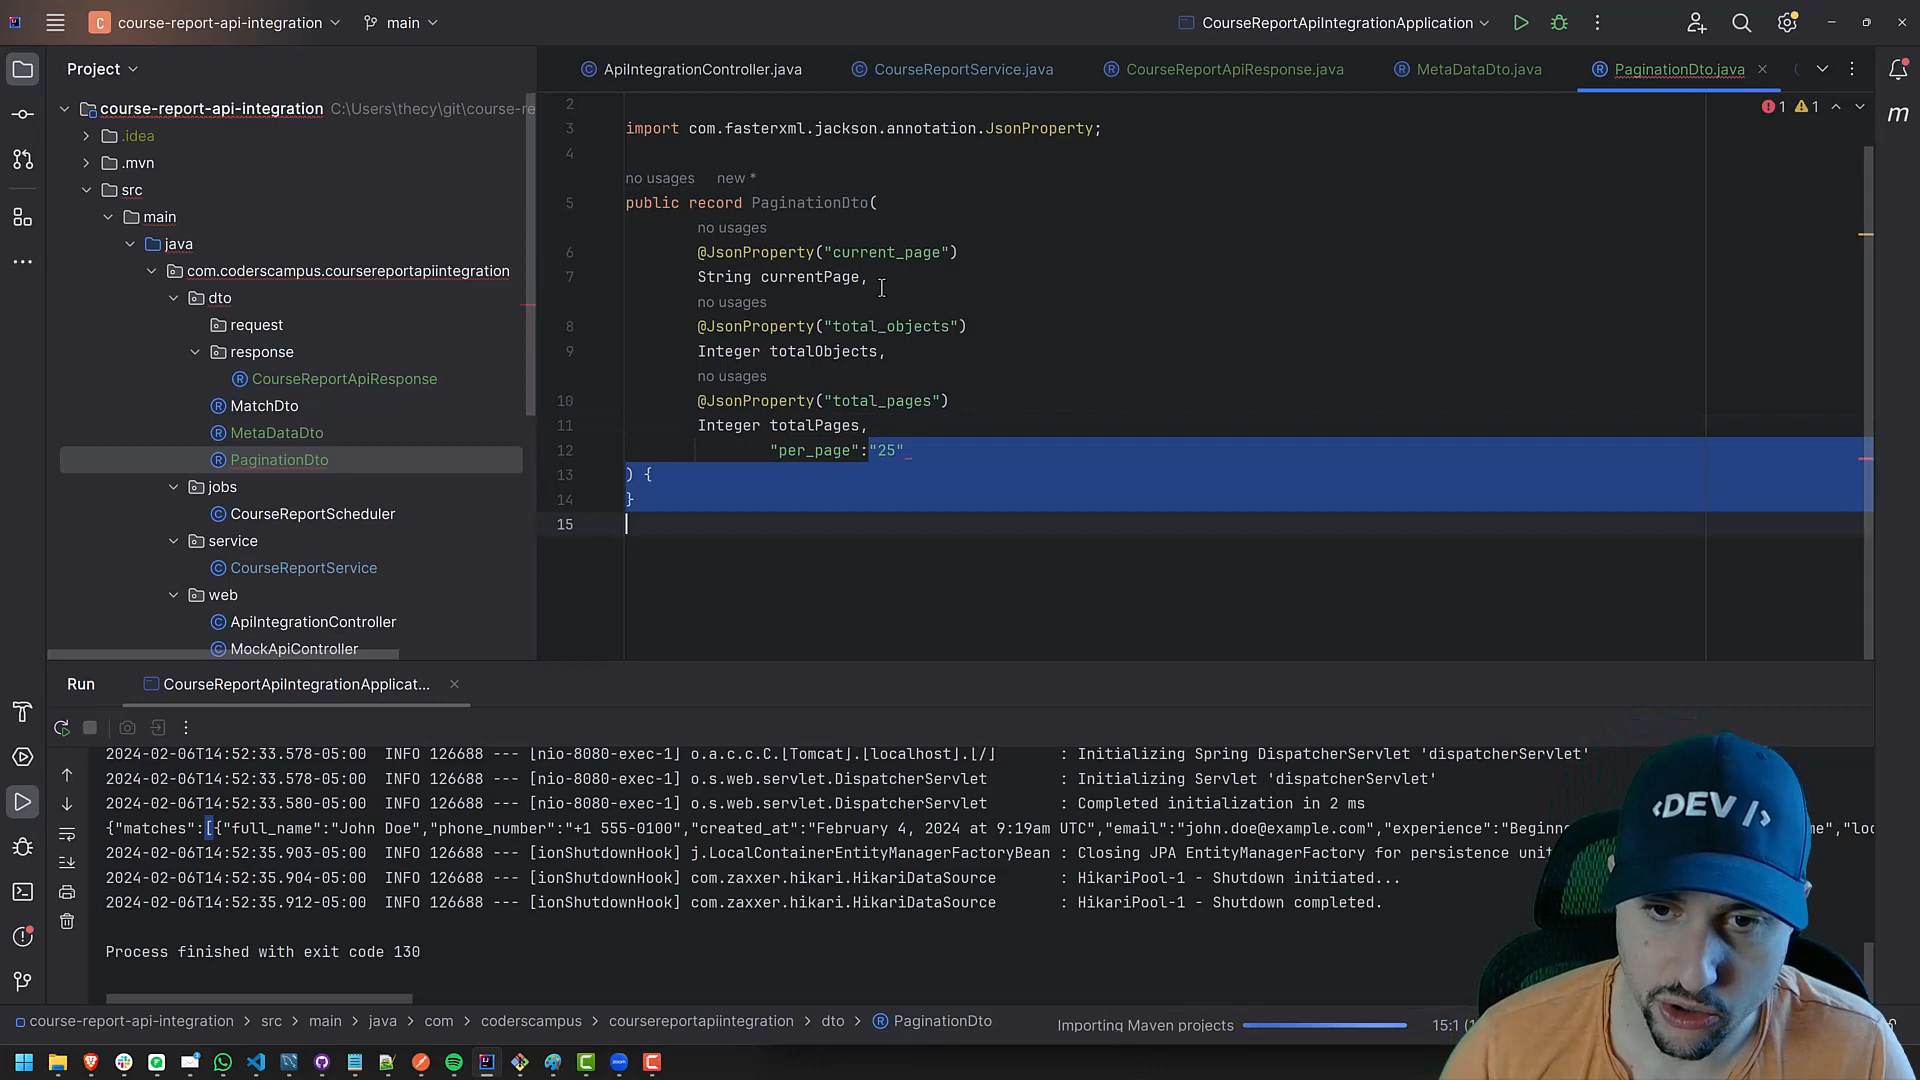 course-report-api-integration
main
CourseReportApiIntegrationApplication
Project
ApiIntegrationController.java
CourseReportService.java
CourseReportApiResponse.java
MetaDataDto.java
PaginationDto.java
course-report-api-integration C:\Users\thecy\git\course-re
.idea
.mvn
src
main
java
com.coderscampus.coursereportapiintegration
dto
request
response
CourseReportApiResponse
MatchDto
MetaDataDto
PaginationDto
jobs
CourseReportScheduler
service
CourseReportService
web
ApiIntegrationController
MockApiController
1 1
2
3 import com.fasterxml.jackson.annotation.JsonProperty;
4
no usages new *
5 public record PaginationDto(
no usages
6 @JsonProperty("current_page")
7 String currentPage,
no usages
8 @JsonProperty("total_objects")
9 Integer totalObjects,
no usages
10 @JsonProperty("total_pages")
11 Integer totalPages,
12 "per_page":"25"
13 ) {
14 }
15
m
Run
CourseReportApiIntegrationApplicat...
2024-02-06T14:52:33.578-05:00 INFO 126688 --- [nio-8080-exec-1] o.a.c.c.C.[Tomcat].[localhost].[/] : Initializing Spring DispatcherServlet 'dispatcherServlet'
2024-02-06T14:52:33.579-05:00 INFO 126688 --- [nio-8080-exec-1] o.s.web.servlet.DispatcherServlet : Initializing Servlet 'dispatcherServlet'
2024-02-06T14:52:33.580-05:00 INFO 126688 --- [nio-8080-exec-1] o.s.web.servlet.DispatcherServlet : Completed initialization in 2 ms
{"matches":[{"full_name":"John Doe","phone_number":"+1 555-0100","created_at":"February 4, 2024 at 9:19am UTC","email":"john.doe@example.com","experience":"Beginn
2024-02-06T14:52:35.903-05:00 INFO 126688 --- [ionShutdownHook] j.LocalContainerEntityManagerFactoryBean : Closing JPA EntityManagerFactory for persistence unit
2024-02-06T14:52:35.904-05:00 INFO 126688 --- [ionShutdownHook] com.zaxxer.hikari.HikariDataSource : HikariPool-1 - Shutdown initiated...
2024-02-06T14:52:35.912-05:00 INFO 126688 --- [ionShutdownHook] com.zaxxer.hikari.HikariDataSource : HikariPool-1 - Shutdown completed.
Process finished with exit code 130
<DEV />
course-report-api-integration > src > main > java > com > coderscampus > coursereportapiintegration > dto > PaginationDto
Importing Maven projects
15:1